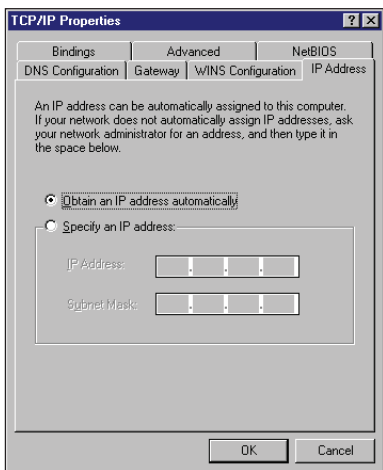 TCP/IP Properties
Bindings Advanced NetBIOS
DNS Configuration Gateway WINS Configuration IP Address
An IP address can be automatically assigned to this computer.
If your network does not automatically assign IP addresses, ask
your network administrator for an address, and then type it in
the space below.
Obtain an IP address automatically
Specify an IP address:
IP Address:
Subnet Mask:
OK Cancel